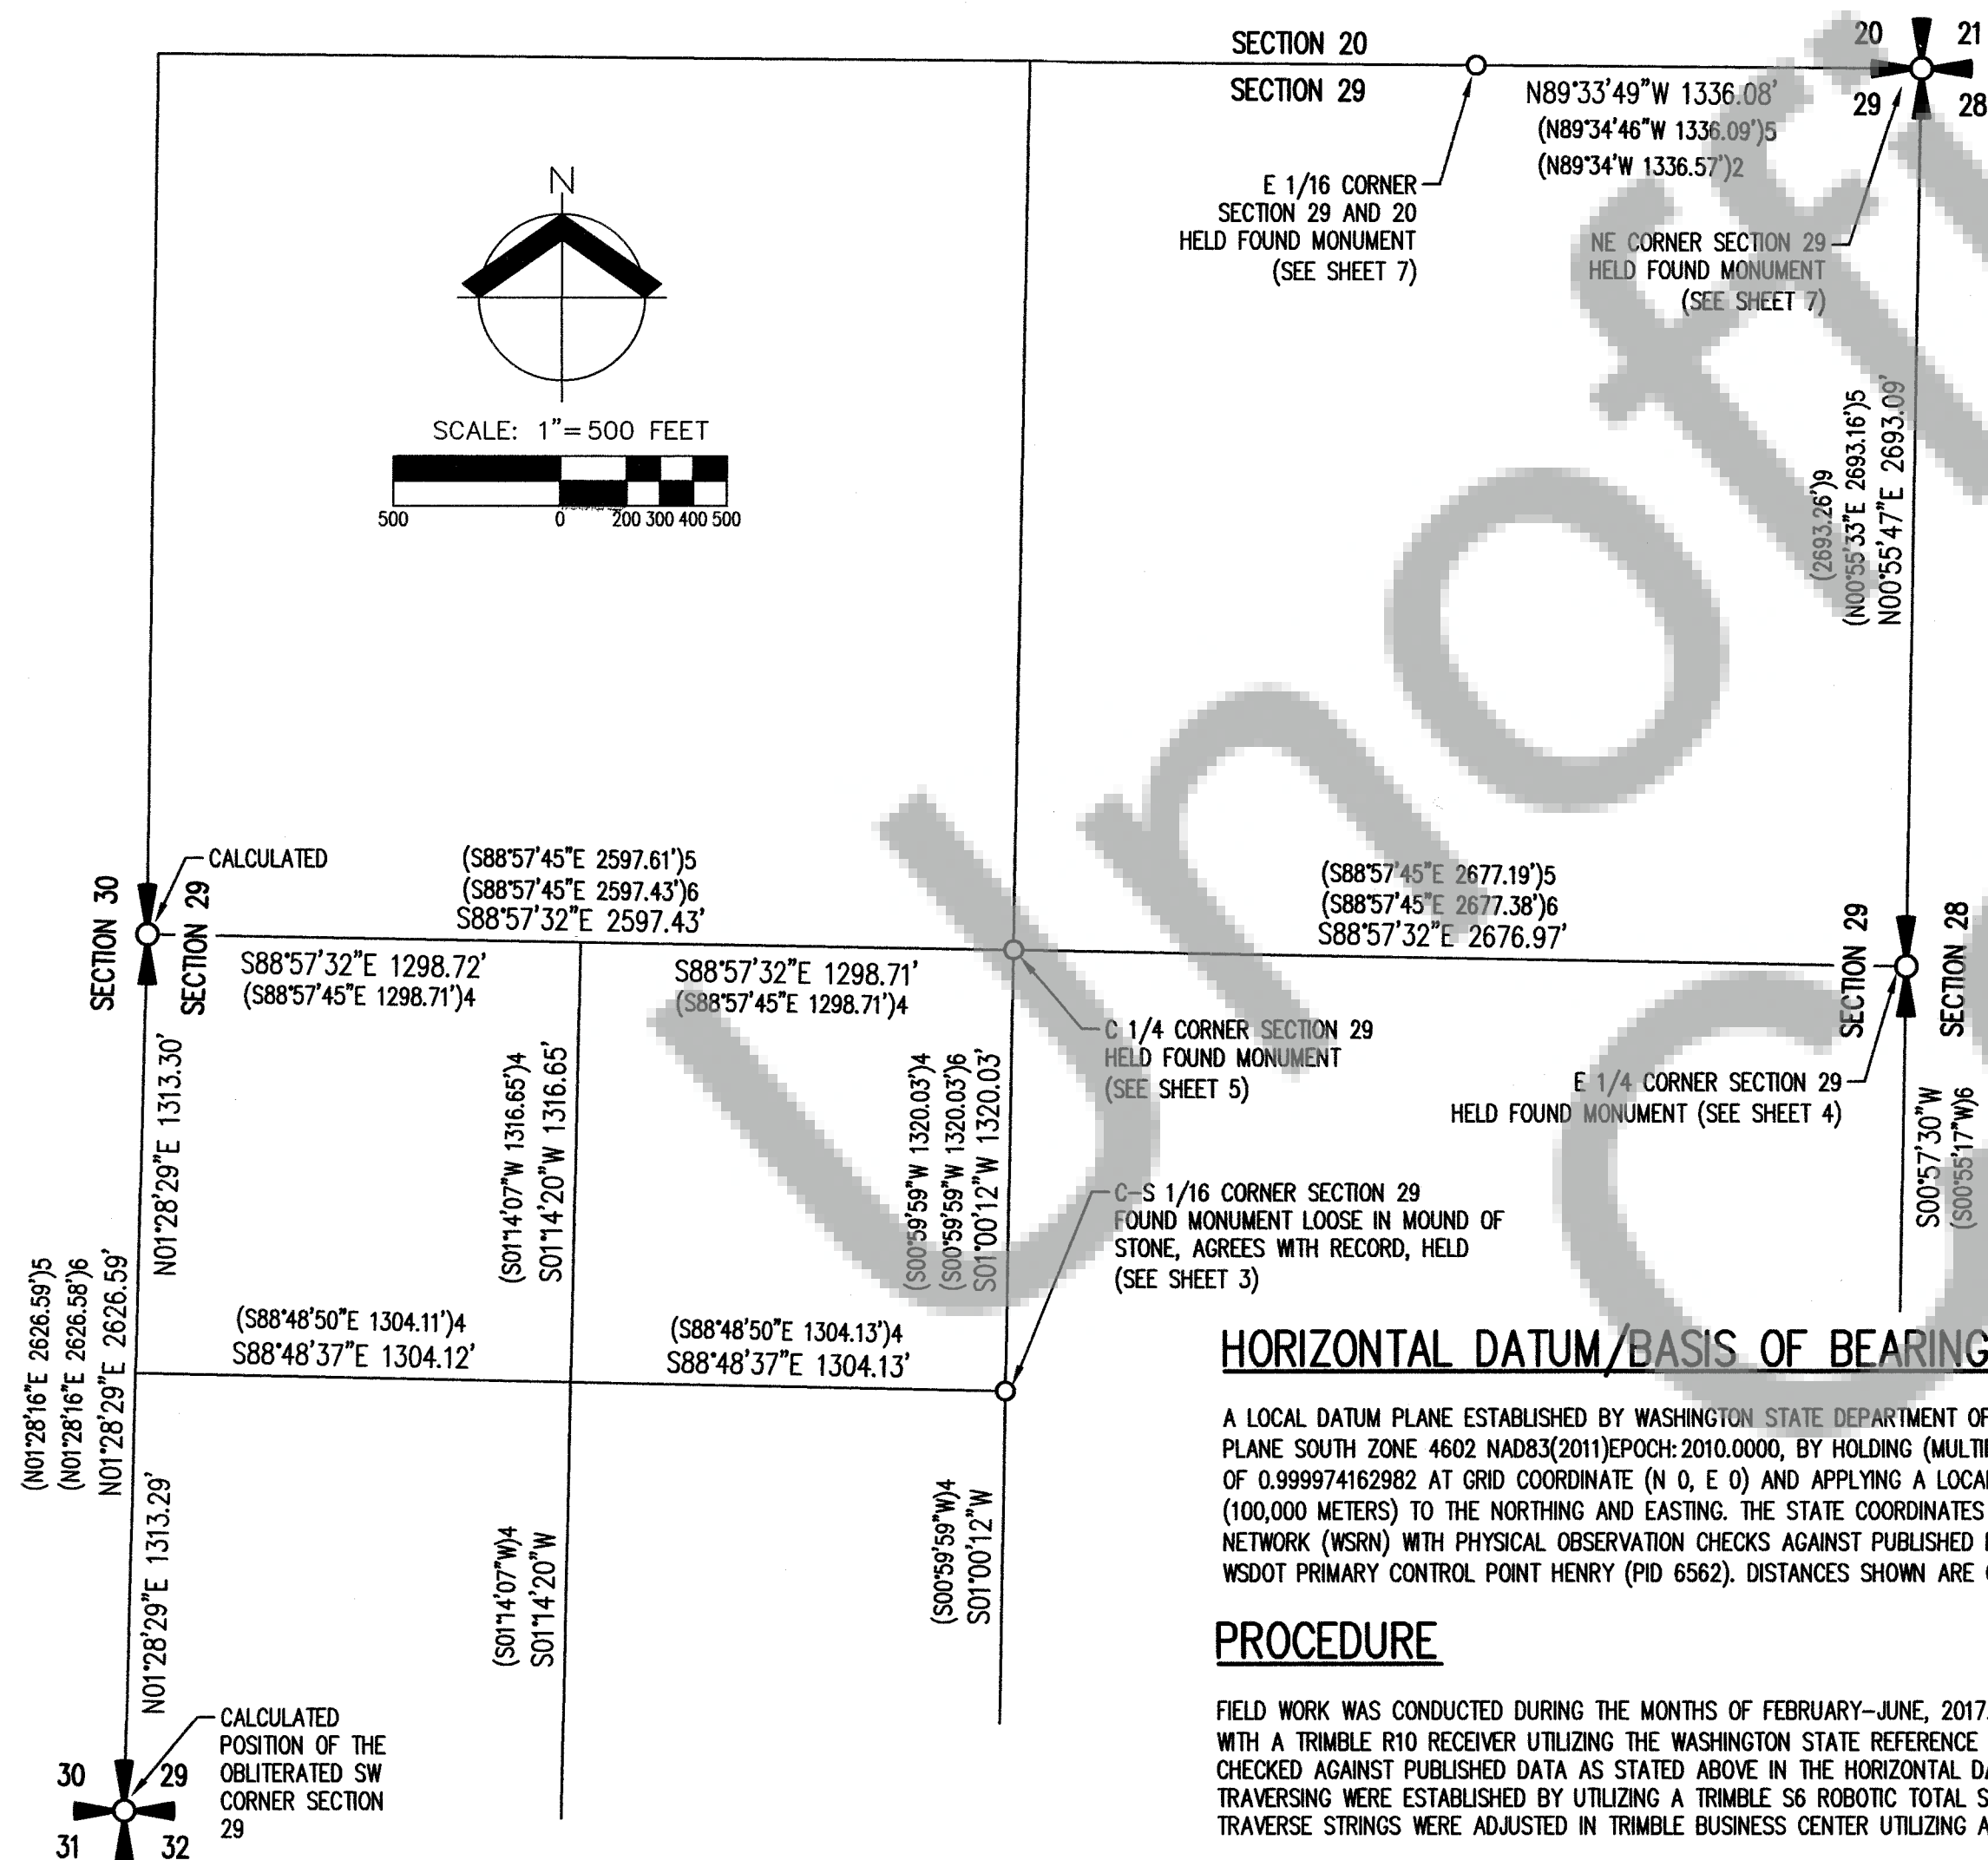 SECTION 20
SECTION 29
20
21
29
28
N89°33'49"W 1336.08'
(N89°34'46"W 1336.09')5
(N89°34'W 1336.57')2
E 1/16 CORNER
SECTION 29 AND 20
HELD FOUND MONUMENT
(SEE SHEET 7)
NE CORNER SECTION 29
HELD FOUND MONUMENT
(SEE SHEET 7)
N
SCALE: 1"=500 FEET
500 0 200 300 400 500
(2693.26')9
(N00°55'33"E 2693.16')5
N00°55'47"E 2693.09'
CALCULATED
SECTION 30
SECTION 29
(S88°57'45"E 2597.61')5
(S88°57'45"E 2597.43')6
S88°57'32"E 2597.43'
(S88°57'45"E 2677.19')5
(S88°57'45"E 2677.38')6
S88°57'32"E 2676.97'
SECTION 29
SECTION 28
S88°57'32"E 1298.72'
(S88°57'45"E 1298.71')4
S88°57'32"E 1298.71'
(S88°57'45"E 1298.71')4
C 1/4 CORNER SECTION 29
HELD FOUND MONUMENT
(SEE SHEET 5)
E 1/4 CORNER SECTION 29
HELD FOUND MONUMENT (SEE SHEET 4)
N01°28'29"E 1313.30'
(S01°14'07"W 1316.65')4
S01°14'20"W 1316.65'
(S00°59'59"W 1320.03')4
(S00°59'59"W 1320.03')6
S01°00'12"W 1320.03'
S00°57'30"W
(S00°55'17"W)6
C-S 1/16 CORNER SECTION 29
FOUND MONUMENT LOOSE IN MOUND OF
STONE, AGREES WITH RECORD, HELD
(SEE SHEET 3)
(N01°28'16"E 2626.59')5
(N01°28'16"E 2626.58')6
N01°28'29"E 2626.59'
(S88°48'50"E 1304.11')4
S88°48'37"E 1304.12'
(S88°48'50"E 1304.13')4
S88°48'37"E 1304.13'
HORIZONTAL DATUM/BASIS OF BEARING
A LOCAL DATUM PLANE ESTABLISHED BY WASHINGTON STATE DEPARTMENT OF
PLANE SOUTH ZONE 4602 NAD83(2011)EPOCH:2010.0000, BY HOLDING
OF 0.999974162982 AT GRID COORDINATE (N 0, E 0) AND APPLYING A
(100,000 METERS) TO THE NORTHING AND EASTING. THE STATE COORDINATES
NETWORK (WSRN) WITH PHYSICAL OBSERVATION CHECKS AGAINST PUBLISHED
WSDOT PRIMARY CONTROL POINT HENRY (PID 6562). DISTANCES SHOWN ARE
N01°28'29"E 1313.29'
(S01°14'07"W)4
S01°14'20"W
(S00°59'59"W)4
S01°00'12"W
PROCEDURE
FIELD WORK WAS CONDUCTED DURING THE MONTHS OF FEBRUARY-JUNE, 2017.
WITH A TRIMBLE R10 RECEIVER UTILIZING THE WASHINGTON STATE REFERENCE
CHECKED AGAINST PUBLISHED DATA AS STATED ABOVE IN THE HORIZONTAL
TRAVERSING WERE ESTABLISHED BY UTILIZING A TRIMBLE S6 ROBOTIC TOTAL
TRAVERSE STRINGS WERE ADJUSTED IN TRIMBLE BUSINESS CENTER UTILIZING
CALCULATED
POSITION OF THE
OBLITERATED SW
CORNER SECTION
29
30
29
31
32